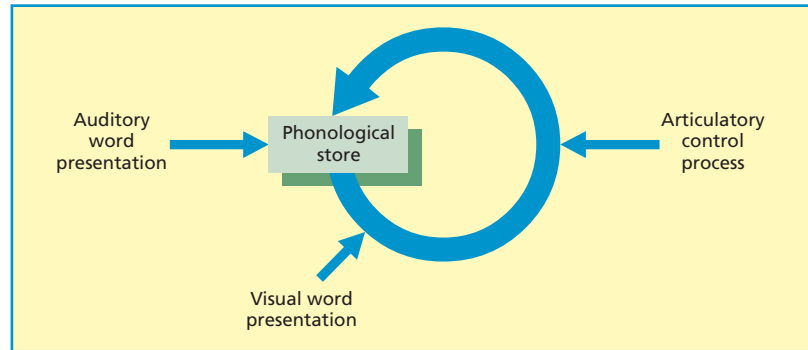 Auditory
word
presentation
Phonological
store
Articulatory
control
process
Visual word
presentation